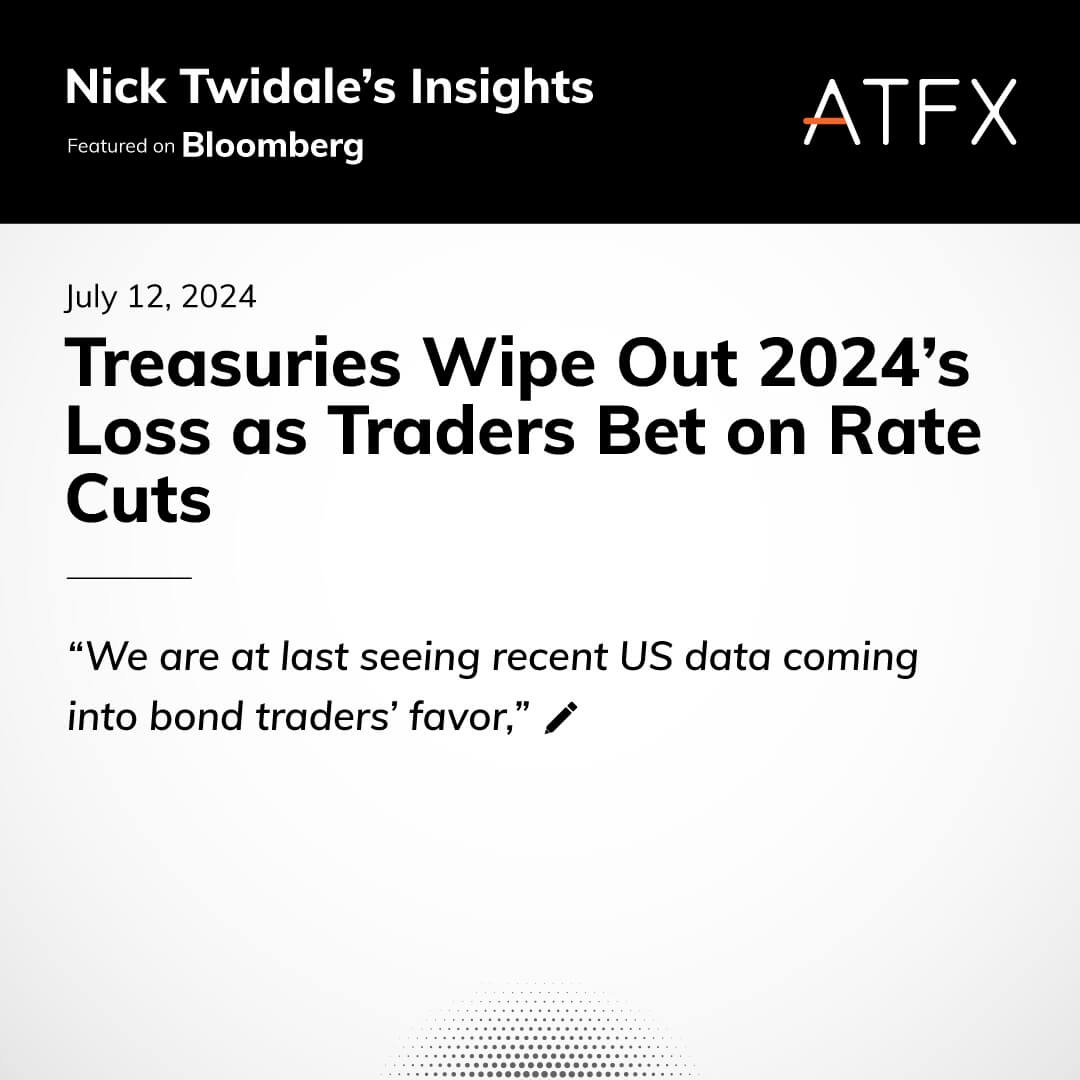 Nick Twidale’s Insights
Featured on Bloomberg
ATFX
July 12, 2024
Treasuries Wipe Out 2024’s
Loss as Traders Bet on Rate
Cuts
“We are at last seeing recent US data coming
into bond traders’ favor,”